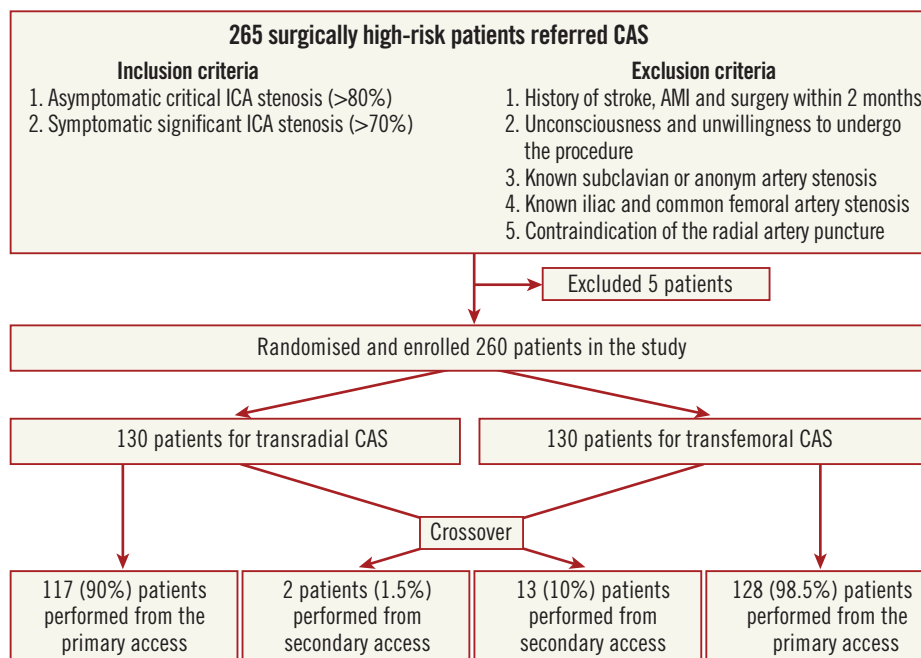 265 surgically high-risk patients referred CAS
Inclusion criteria
1. Asymptomatic critical ICA stenosis (>80%)
2. Symptomatic significant ICA stenosis (>70%)
Exclusion criteria
1. History of stroke, AMI and surgery within 2 months
2. Unconsciousness and unwillingness to undergo
the procedure
3. Known subclavian or anonym artery stenosis
4. Known iliac and common femoral artery stenosis
5. Contraindication of the radial artery puncture
Excluded 5 patients
Randomised and enrolled 260 patients in the study
130 patients for transradial CAS
130 patients for transfemoral CAS
Crossover
117 (90%) patients
performed from the
primary access
2 patients (1.5%)
performed from
secondary access
13 (10%) patients
performed from
secondary access
128 (98.5%) patients
performed from the
primary access